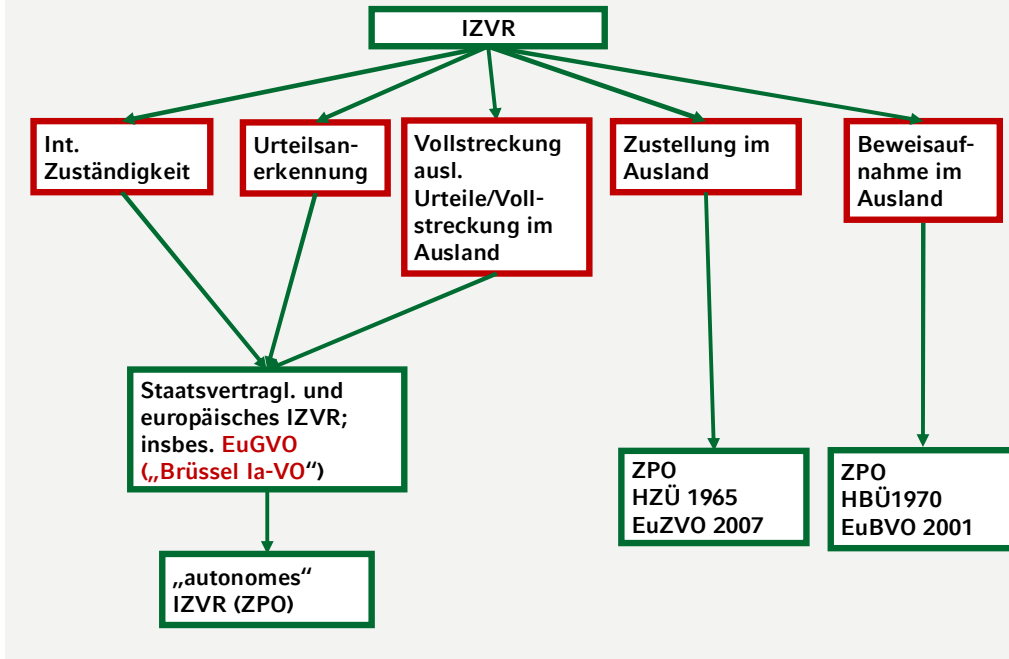 IZVR
Int.
Zuständigkeit
Urteilsan-
erkennung
Vollstreckung
ausl.
Urteile/Voll-
streckung im
Ausland
Zustellung im
Ausland
Beweisauf-
nahme im
Ausland
Staatsvertragl. und
europäisches IZVR;
insbes. EuGVO
(„Brüssel Ia-VO“)
ZPO
HZÜ 1965
EuZVO 2007
ZPO
HBÜ1970
EuBVO 2001
„autonomes“
IZVR (ZPO)